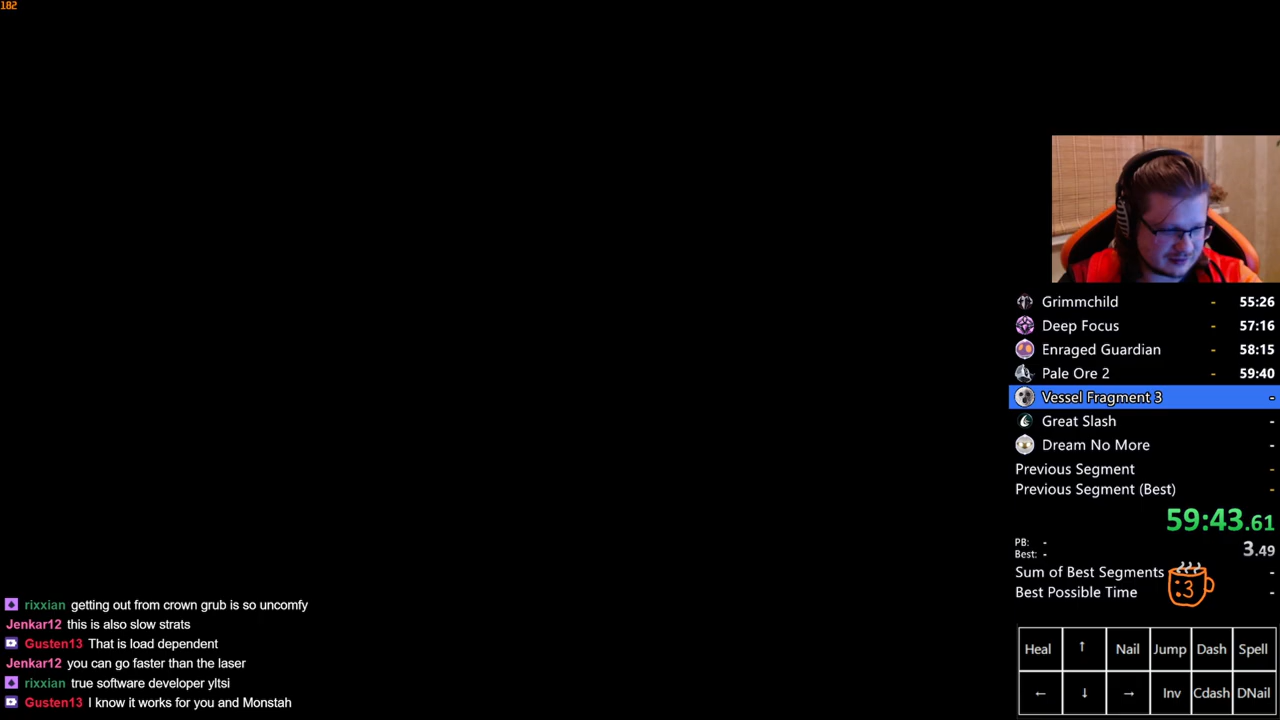 182
Grimmchild - 55:26
Deep Focus - 57:16
Enraged Guardian - 58:15
Pale Ore 2 - 59:40
Vessel Fragment 3 -
Great Slash -
Dream No More -
Previous Segment -
Previous Segment (Best) -
59:43.61
PB: - 3.49
Best: -
Sum of Best Segments -
Best Possible Time -
:3
rixxian getting out from crown grub is so uncomfy
Jenkar12 this is also slow strats
Gusten13 That is load dependent
Jenkar12 you can go faster than the laser
rixxian true software developer yltsi
Gusten13 I know it works for you and Monstah
Heal ↑ Nail Jump Dash Spell
← ↓ → Inv Cdash DNail